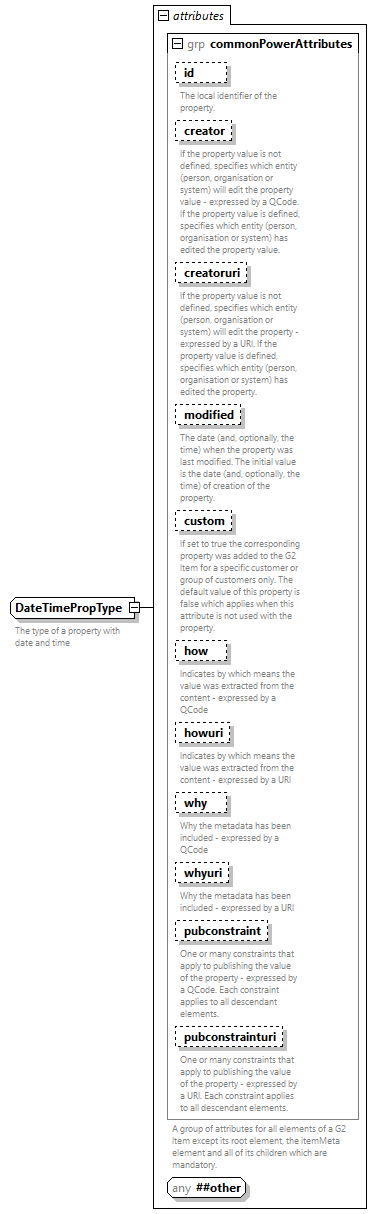 attributes
grp commonPowerAttributes
id
The local identifier of the
property.
creator
If the property value is not
defined, specifies which entity
(person, organisation or
system) will edit the property
value - expressed by a QCode.
If the property value is defined,
specifies which entity (person,
organisation or system) has
edited the property value.
creatoruri
If the property value is not
defined, specifies which entity
(person, organisation or
system) will edit the property -
expressed by a URI. If the
property value is defined,
specifies which entity (person,
organisation or system) has
edited the property.
modified
The date (and, optionally, the
time) when the property was
last modified. The initial value
is the date (and, optionally, the
time) of creation of the
property.
custom
If set to true the corresponding
property was added to the G2
Item for a specific customer or
group of customers only. The
default value of this property is
false which applies when this
attribute is not used with the
property.
DateTimePropType
The type of a property with
date and time
how
Indicates by which means the
value was extracted from the
content - expressed by a
QCode
howuri
Indicates by which means the
value was extracted from the
content - expressed by a URI
why
Why the metadata has been
included - expressed by a
QCode
whyuri
Why the metadata has been
included - expressed by a URI
pubconstraint
One or many constraints that
apply to publishing the value
of the property - expressed by
a QCode. Each constraint
applies to all descendant
elements.
pubconstrainturi
One or many constraints that
apply to publishing the value
of the property - expressed by
a URI. Each constraint applies
to all descendant elements.
A group of attributes for all elements of a G2
Item except its root element, the itemMeta
element and all of its children which are
mandatory.
any ##other